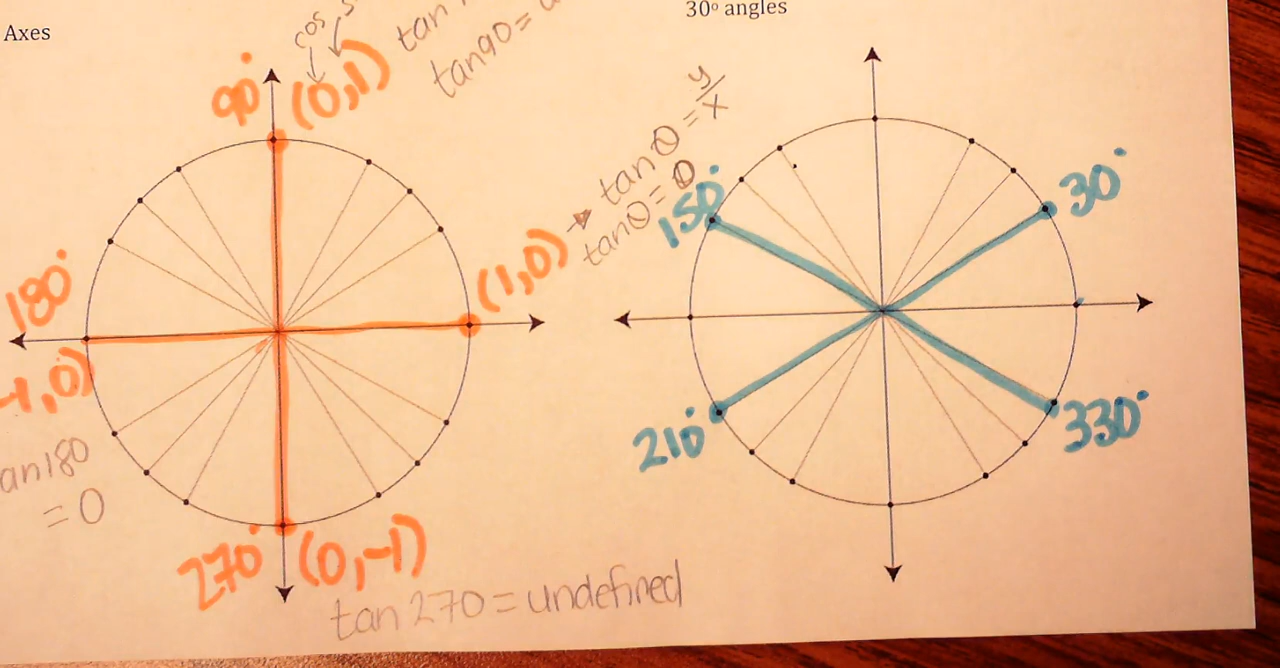 Axes
30° angles
cos
tan
tan90=
90°
(0,1)
y/x
tanθ =
tanθ = 0
150°
30°
180°
(1,0)
-1,0)
an180
= 0
210°
330°
270°
(0,-1)
tan 270 = undefined